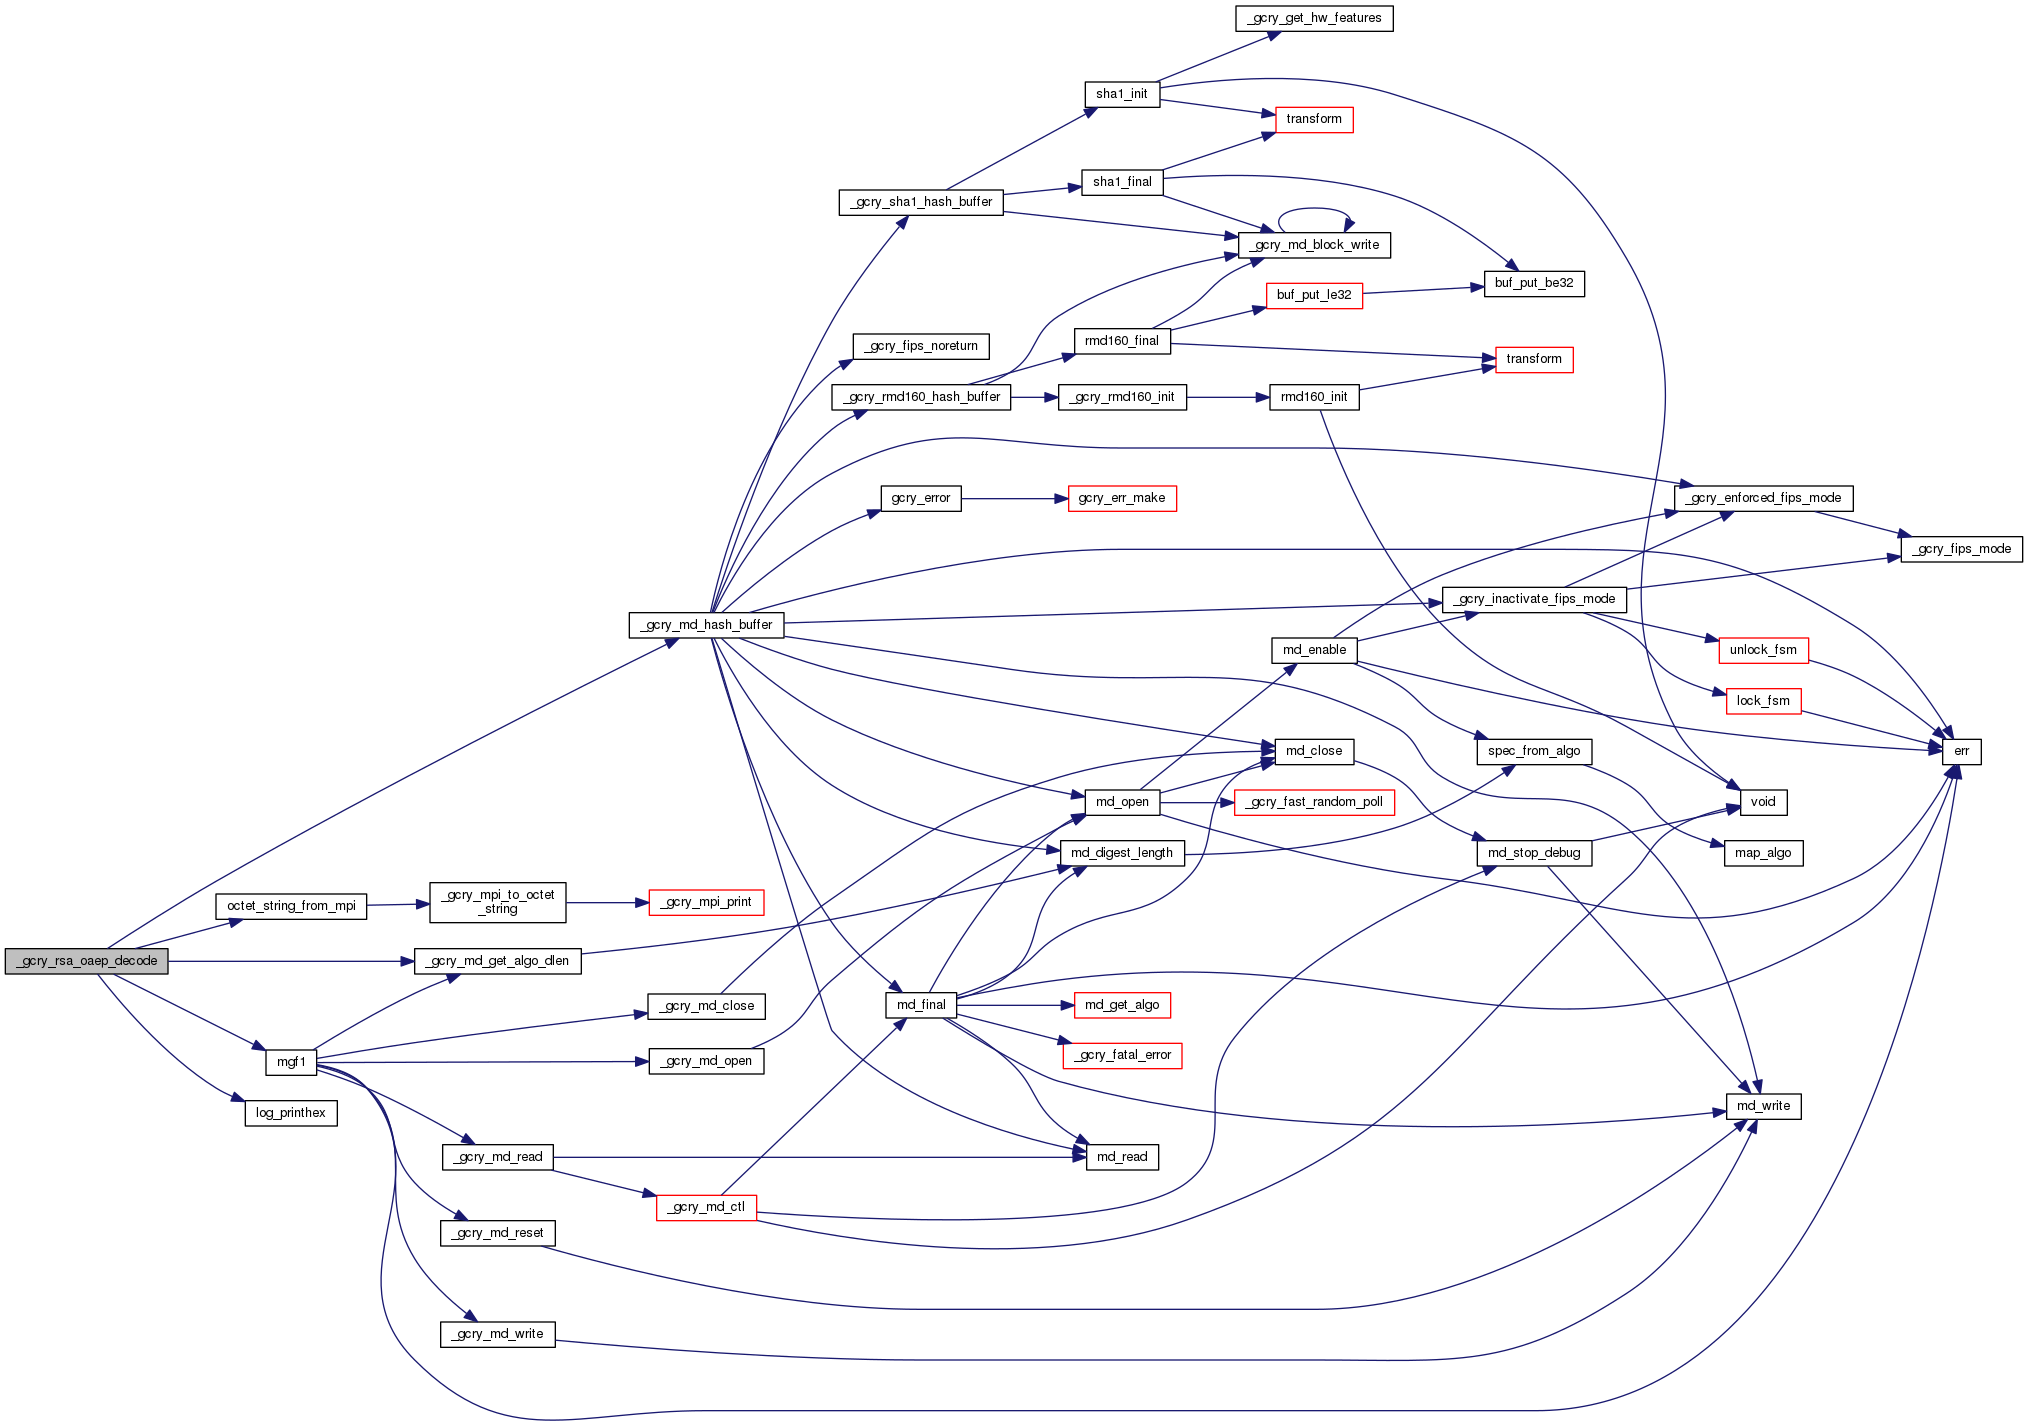 _gcry_get_hw_features
sha1_init
transform
sha1_final
_gcry_sha1_hash_buffer
_gcry_md_block_write
buf_put_be32
buf_put_le32
rmd160_final
_gcry_fips_noreturn
transform
_gcry_rmd160_hash_buffer
_gcry_rmd160_init
rmd160_init
gcry_error
gcry_err_make
_gcry_enforced_fips_mode
_gcry_fips_mode
_gcry_inactivate_fips_mode
_gcry_md_hash_buffer
md_enable
unlock_fsm
lock_fsm
md_close
spec_from_algo
err
md_open
_gcry_fast_random_poll
void
md_digest_length
md_stop_debug
map_algo
octet_string_from_mpi
_gcry_mpi_to_octet
_string
_gcry_mpi_print
_gcry_rsa_oaep_decode
_gcry_md_get_algo_dlen
_gcry_md_close
md_final
md_get_algo
mgf1
_gcry_md_open
_gcry_fatal_error
log_printhex
md_write
_gcry_md_read
md_read
_gcry_md_ctl
_gcry_md_reset
_gcry_md_write